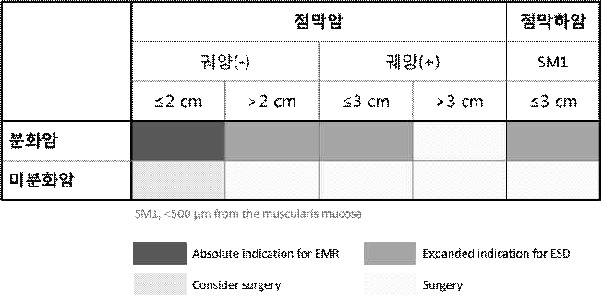 점막암 점막하암
궤양(-) 궤양(+) SM1
≤2 cm >2 cm ≤3 cm >3 cm ≤3 cm
분화암
미분화암
SM1, <500 μm from the muscularis mucosa
Absolute indication for EMR Expanded indication for ESD
Consider surgery Surgery